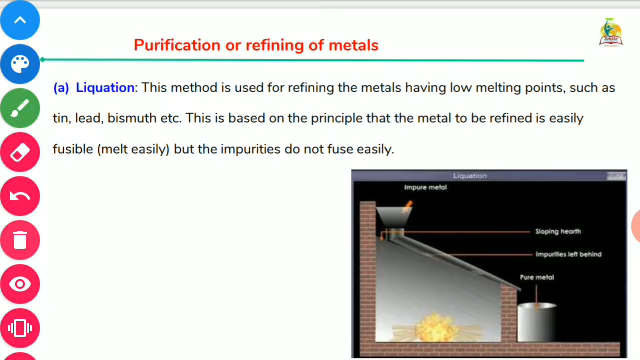 Purification or refining of metals
(a) Liquation: This method is used for refining the metals having low melting points, such as
tin, lead, bismuth etc. This is based on the principle that the metal to be refined is easily
fusible (melt easily) but the impurities do not fuse easily.
Liquation
Impure metal
Sloping hearth
Impurities left behind
Pure metal